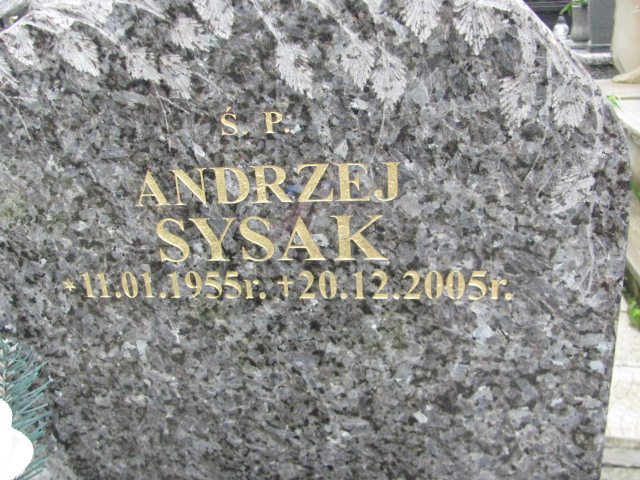 Ś. P.
ANDRZEJ
SYSAK
*11.01.1955r. †20.12.2005r.